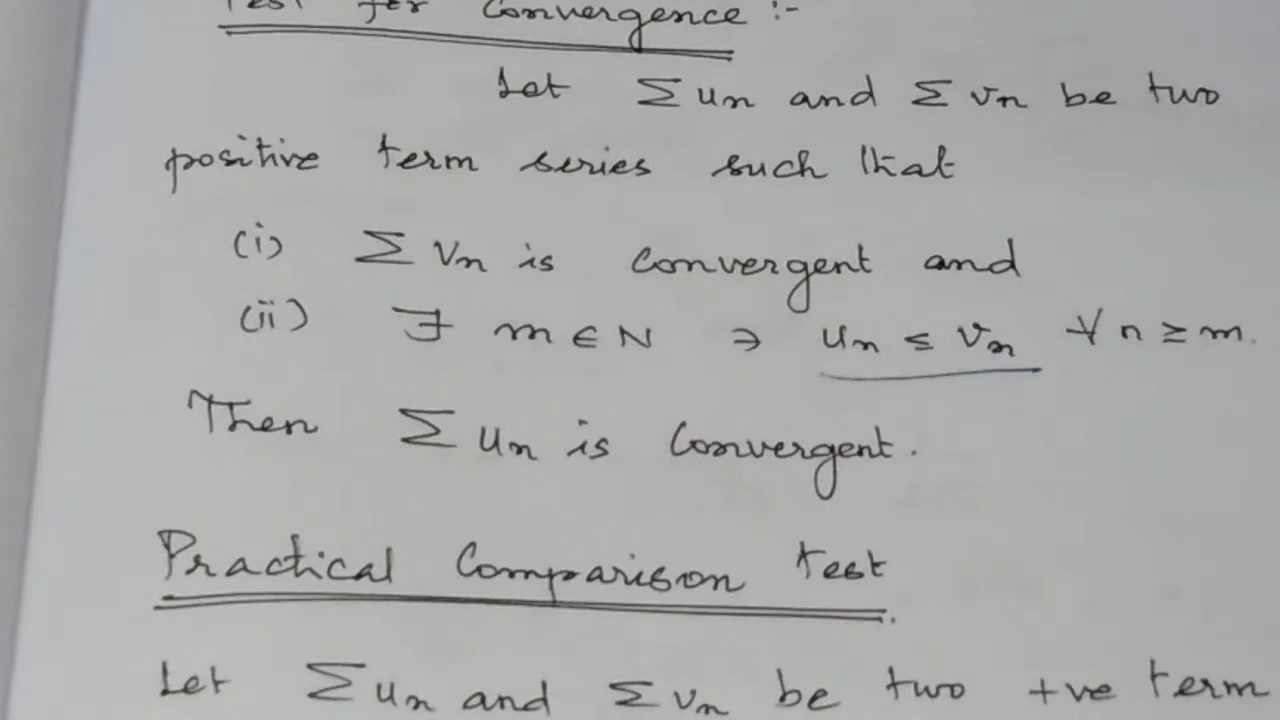 Test for Convergence :-
Let Σ un and Σ vn be two
positive term series such that
(i) Σ vn is convergent and
(ii) ∃ m ∈ N ∋ un ≤ vn ∀ n ≥ m.
Then Σ un is convergent.
Practical Comparison test.
Let Σ un and Σ vn be two +ve term